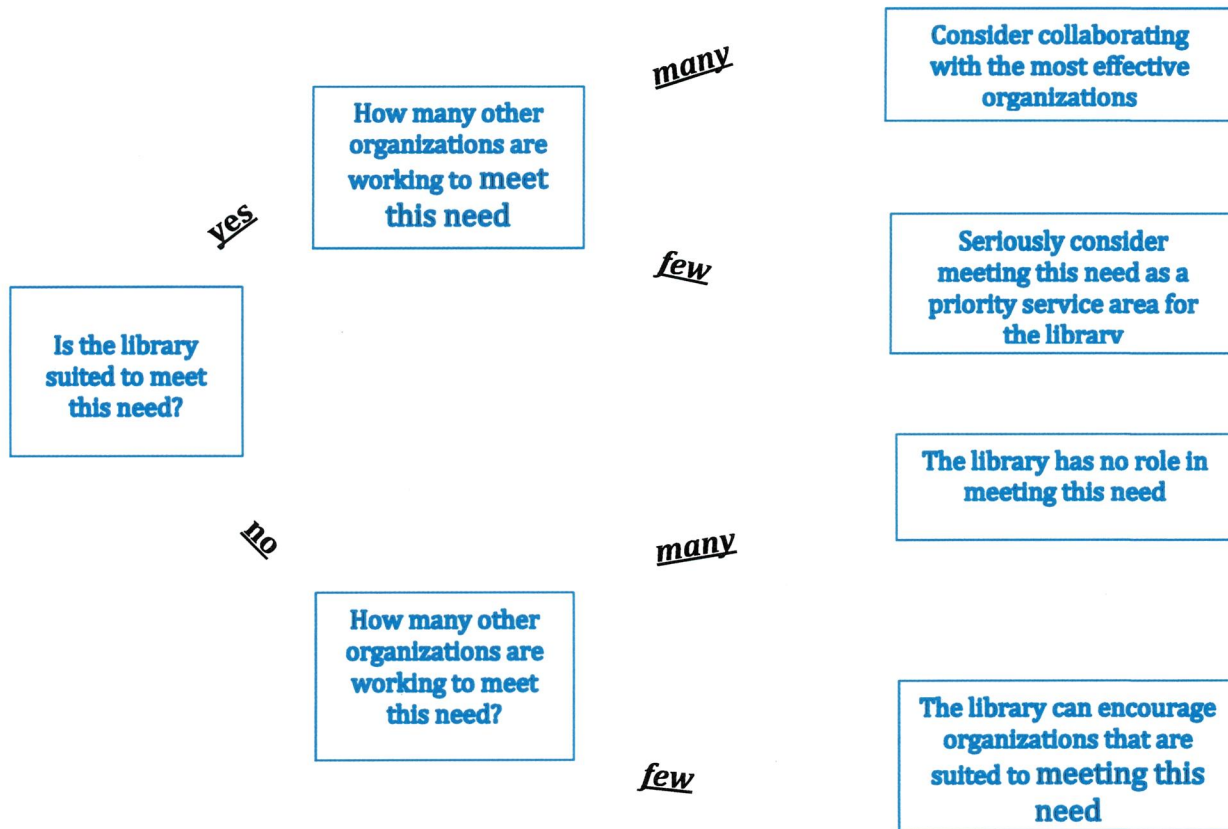 Is the library
suited to meet
this need?
yes
How many other
organizations are
working to meet
this need
many
Consider collaborating
with the most effective
organizations
few
Seriously consider
meeting this need as a
priority service area for
the library
no
How many other
organizations are
working to meet
this need?
many
The library has no role in
meeting this need
few
The library can encourage
organizations that are
suited to meeting this
need